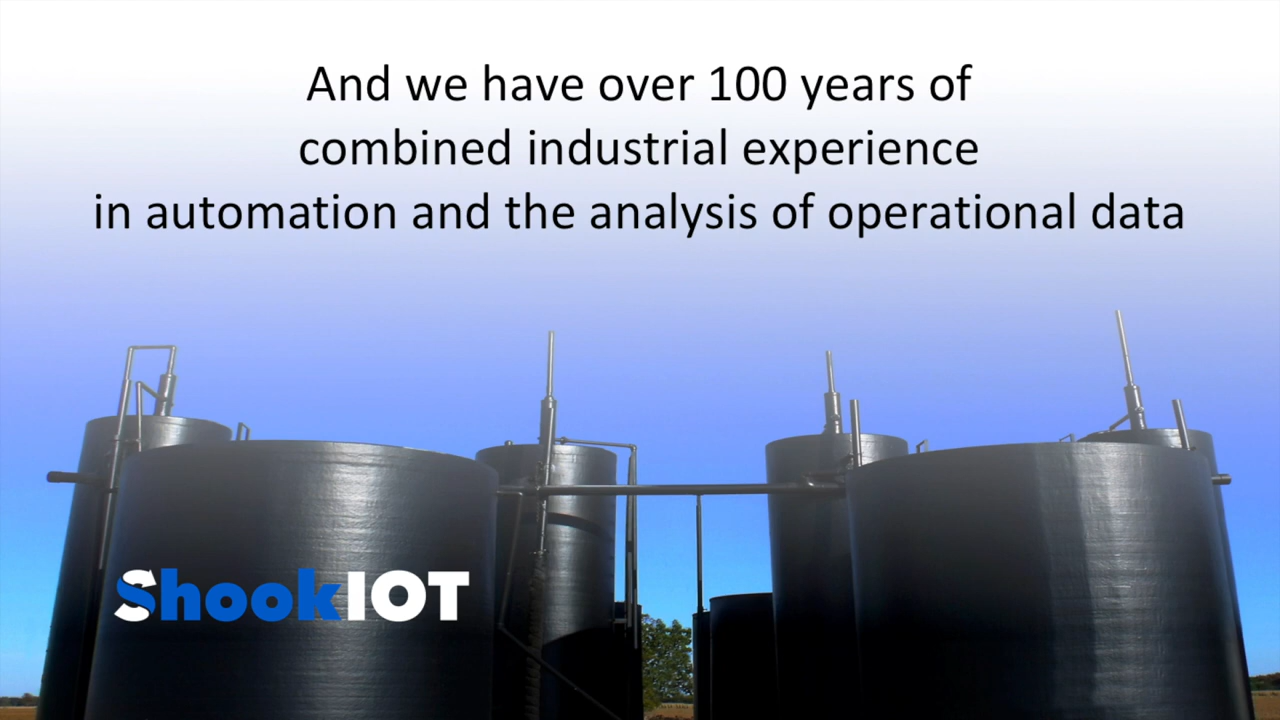 And we have over 100 years of
combined industrial experience
in automation and the analysis of operational data
ShookIOT